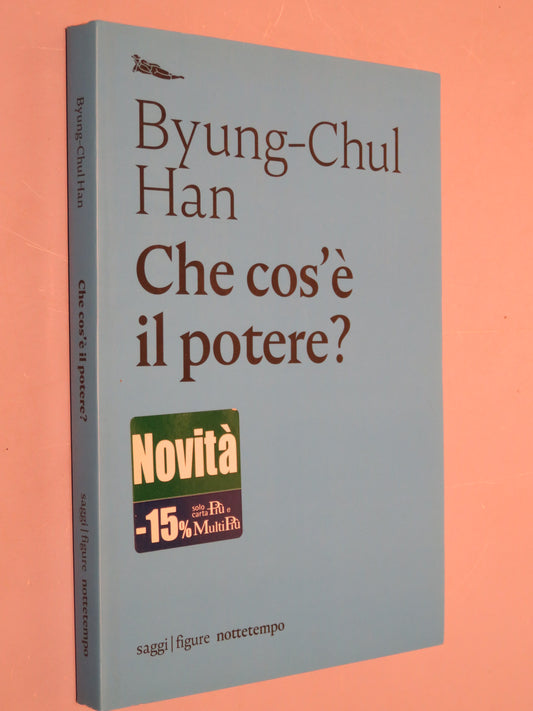 Byung-Chul
Han
Che cos'è
il potere?
Novità
-15% solo carta Più e MultiPiù
saggi|figure nottetempo
Byung-Chul Han
Che cos'è il potere?
saggi|figure nottetempo